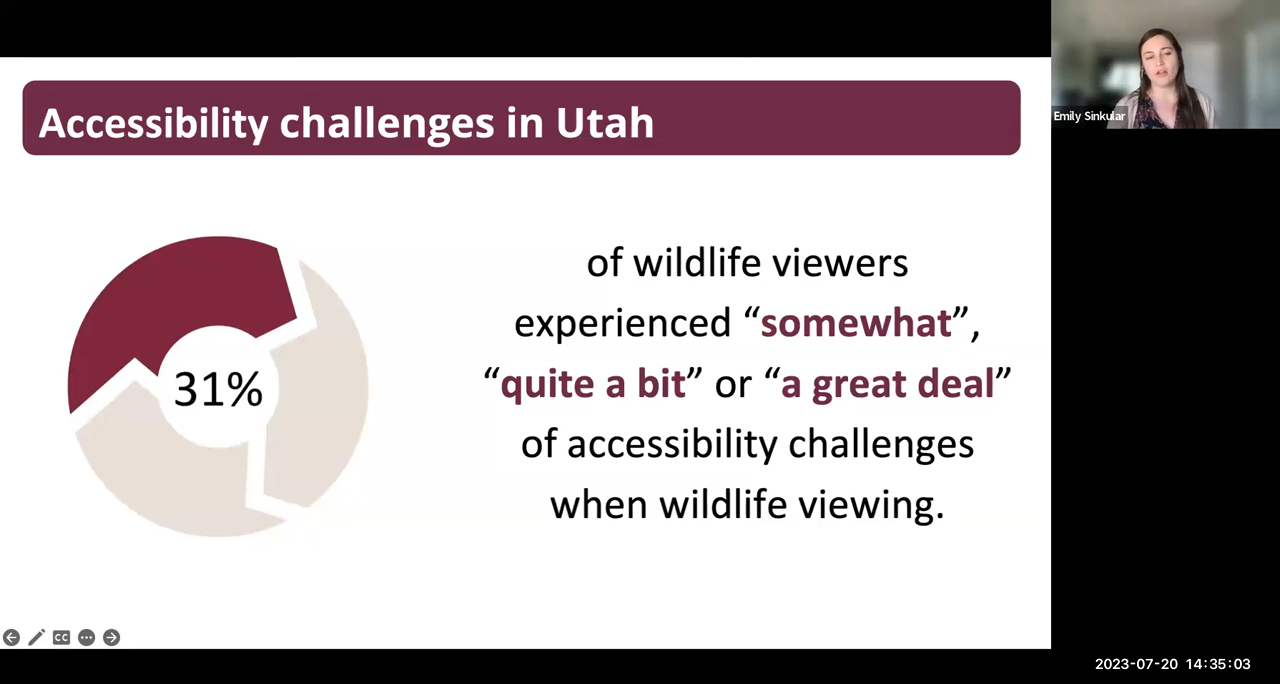 Accessibility challenges in Utah
31%
of wildlife viewers
experienced “somewhat”,
“quite a bit” or “a great deal”
of accessibility challenges
when wildlife viewing.
Emily Sinkular
CC
2023-07-20 14:35:03